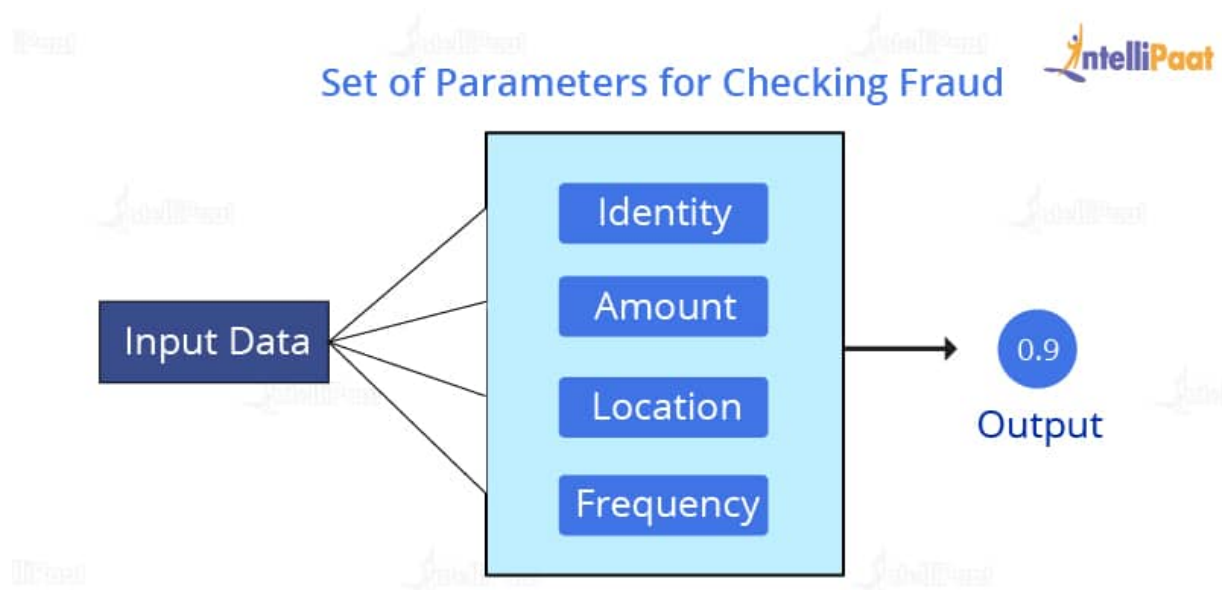 IntelliPaat
Set of Parameters for Checking Fraud
Identity
Amount
Input Data
Location
Frequency
0.9
Output